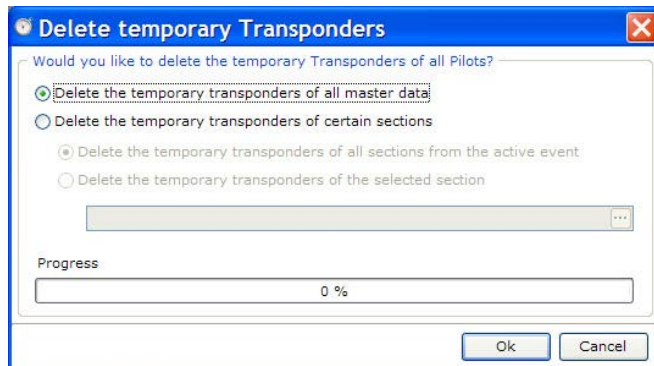 Delete temporary Transponders
Would you like to delete the temporary Transponders of all Pilots?
Delete the temporary transponders of all master data
Delete the temporary transponders of certain sections
Delete the temporary transponders of all sections from the active event
Delete the temporary transponders of the selected section
...
Progress
0 %
Ok Cancel